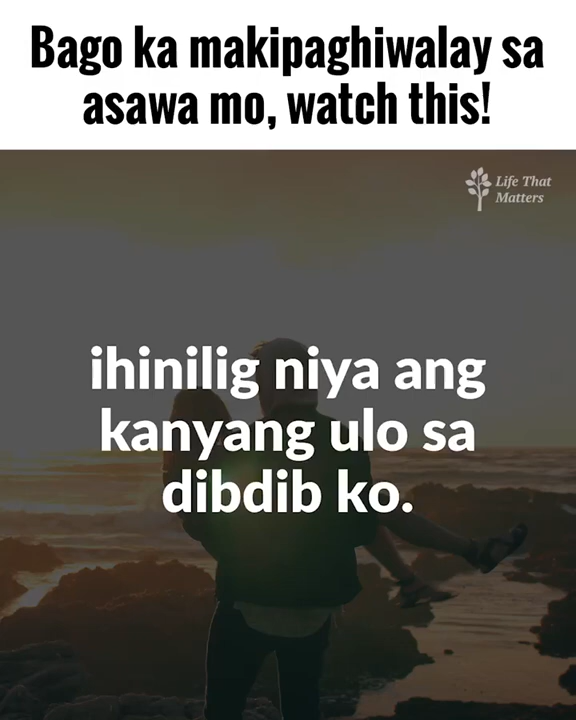 Bago ka makipaghiwalay sa
asawa mo, watch this!
Life That
Matters
ihinilig niya ang
kanyang ulo sa
dibdib ko.